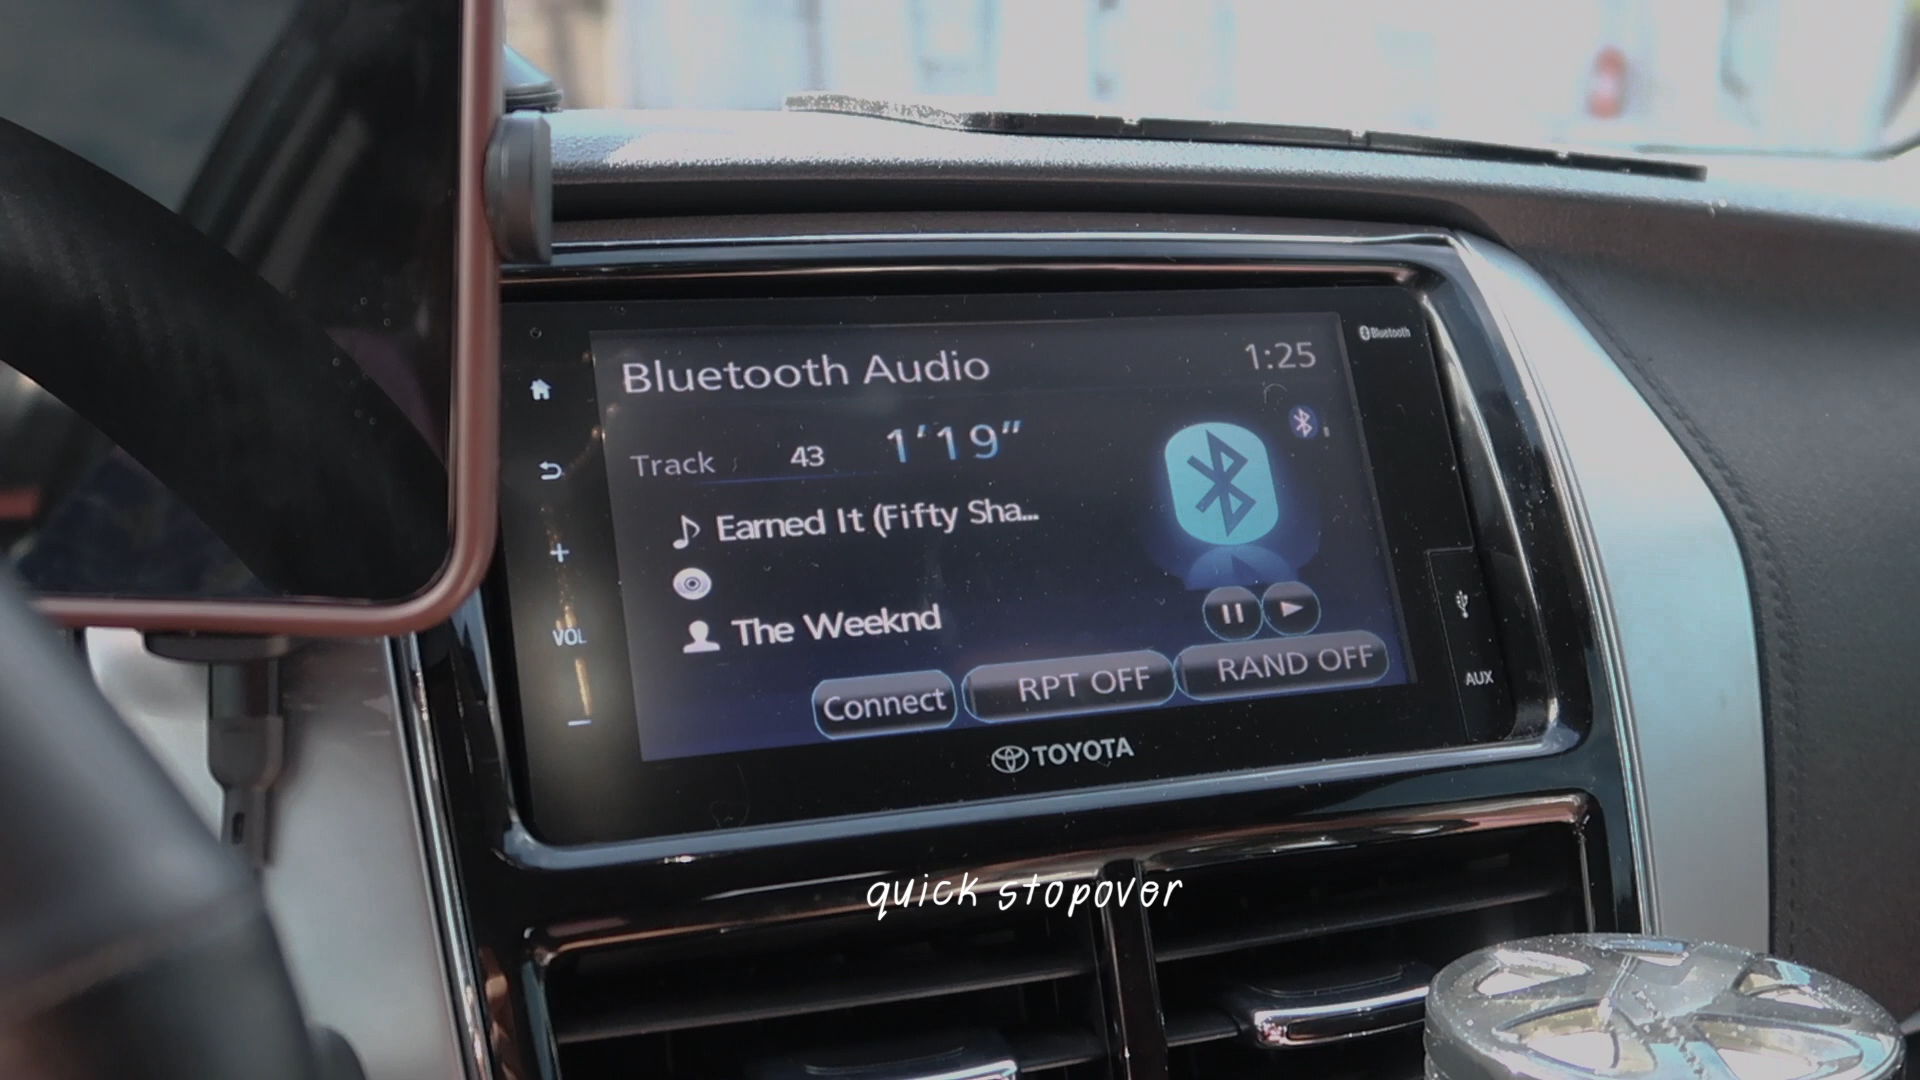 Bluetooth
Bluetooth Audio 1:25
Track 43 1'19"
Earned It (Fifty Sha...
The Weeknd
VOL
Connect RPT OFF RAND OFF
AUX
TOYOTA
quick stopover